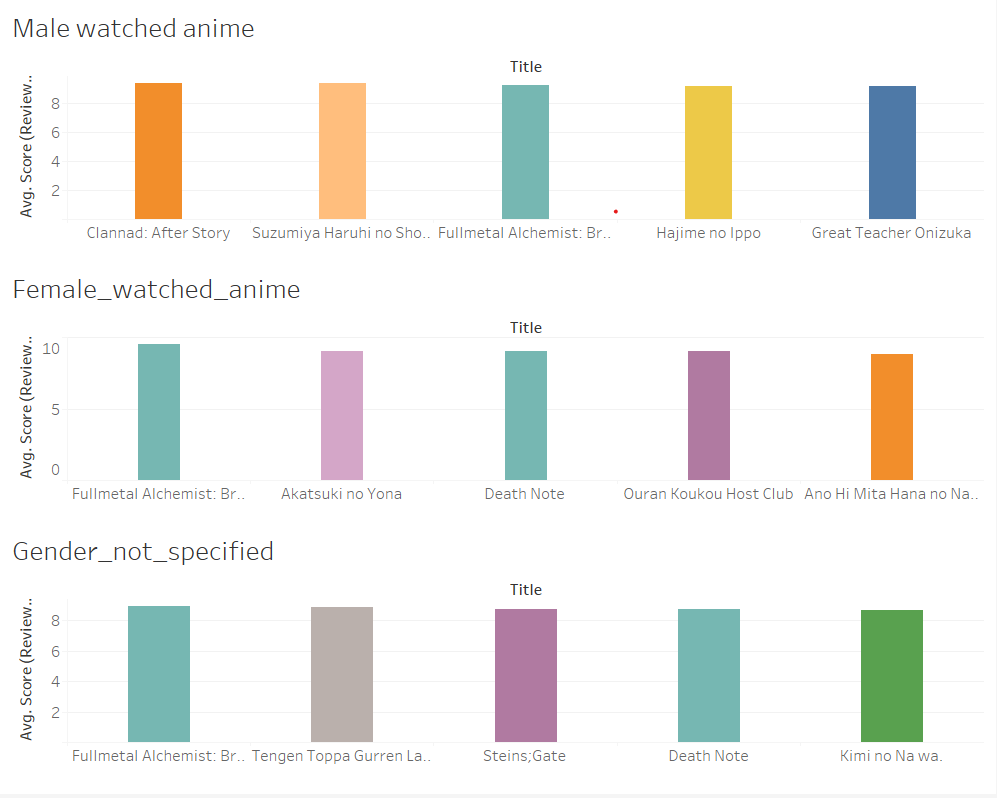 Male watched anime
Title
Avg. Score (Review..
8
6
4
2
Clannad: After Story Suzumiya Haruhi no Sho.. Fullmetal Alchemist: Br.. Hajime no Ippo Great Teacher Onizuka
Female_watched_anime
Title
Avg. Score (Review..
10
5
0
Fullmetal Alchemist: Br.. Akatsuki no Yona Death Note Ouran Koukou Host Club Ano Hi Mita Hana no Na..
Gender_not_specified
Title
Avg. Score (Review..
8
6
4
2
Fullmetal Alchemist: Br.. Tengen Toppa Gurren La.. Steins;Gate Death Note Kimi no Na wa.